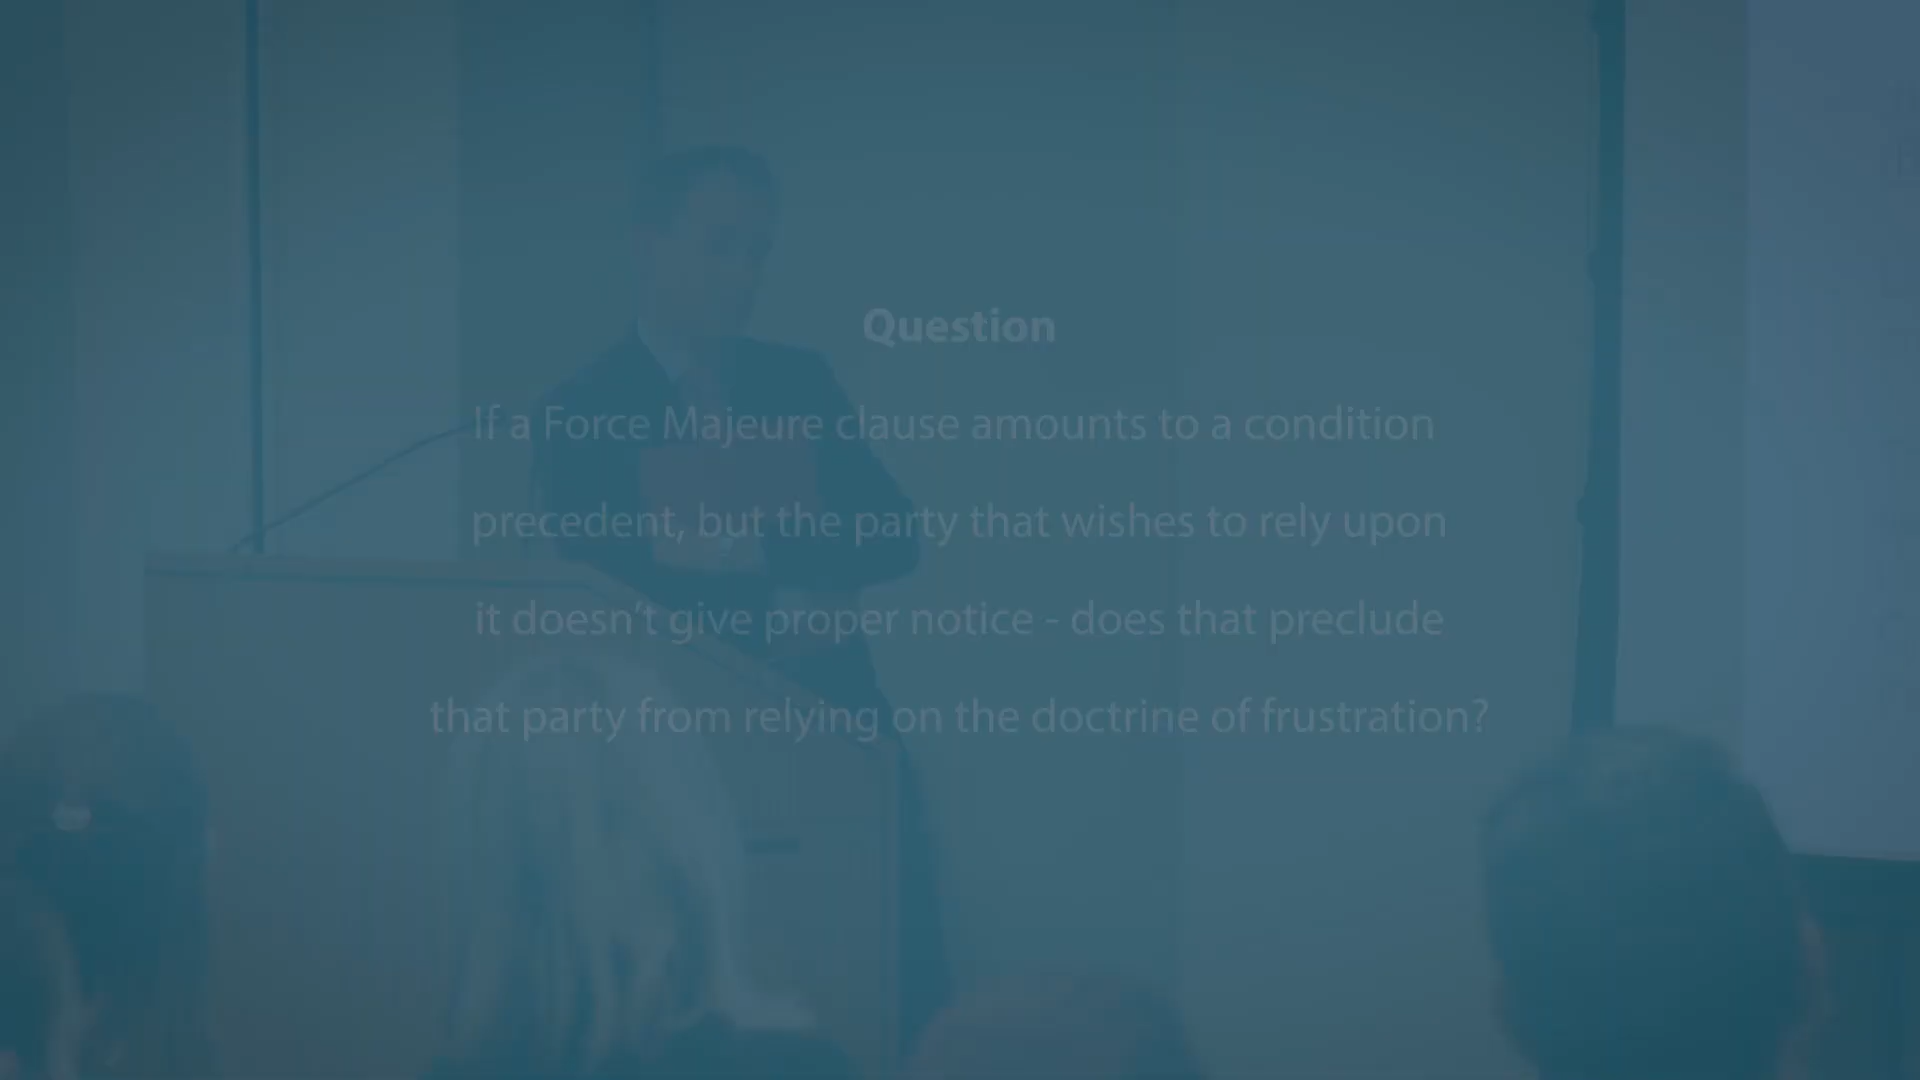 Question
If a Force Majeure clause amounts to a condition
precedent, but the party that wishes to rely upon
it doesn’t give proper notice - does that preclude
that party from relying on the doctrine of frustration?